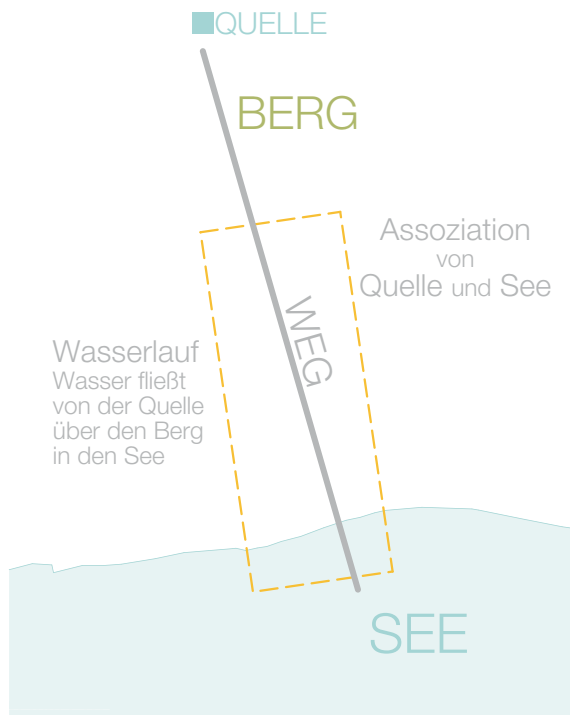 QUELLE
BERG
Assoziation
von
Quelle und See
WEG
Wasserlauf
Wasser fließt
von der Quelle
über den Berg
in den See
SEE